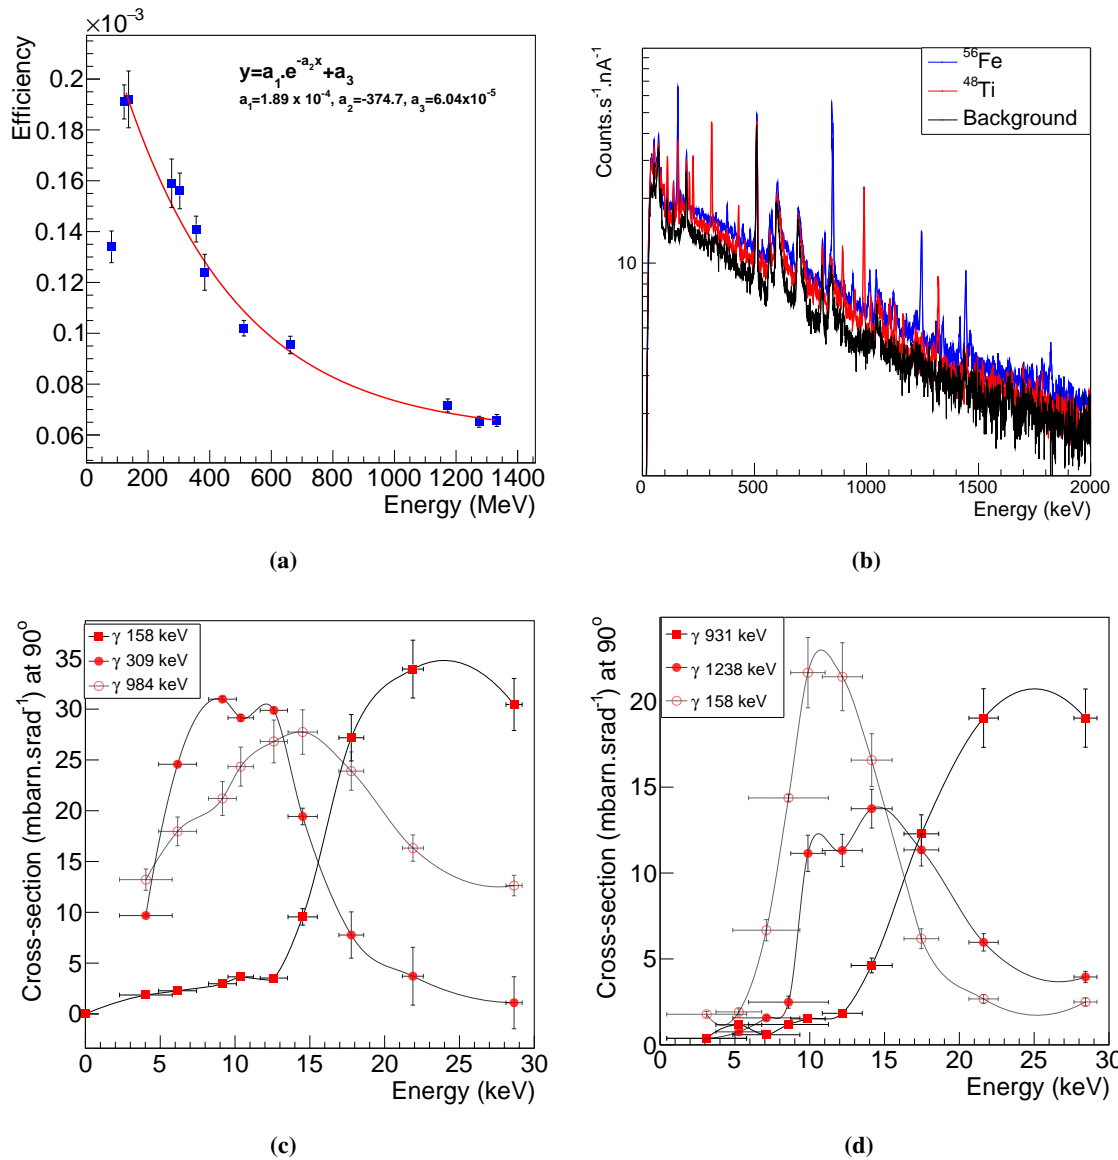 ×10⁻³
Efficiency
y=a₁.e^(-a₂x)+a₃
a₁=1.89 x 10⁻⁴, a₂=-374.7, a₃=6.04x10⁻⁵
0.2
0.18
0.16
0.14
0.12
0.1
0.08
0.06
0 200 400 600 800 1000 1200 1400
Energy (MeV)
(a)
Counts.s⁻¹.nA⁻¹
⁵⁶Fe
⁴⁸Ti
Background
10
0 500 1000 1500 2000
Energy (keV)
(b)
Cross-section (mbarn.srad⁻¹) at 90°
γ 158 keV
γ 309 keV
γ 984 keV
35
30
25
20
15
10
5
0
0 5 10 15 20 25 30
Energy (keV)
(c)
Cross-section (mbarn.srad⁻¹) at 90°
γ 931 keV
γ 1238 keV
γ 158 keV
20
15
10
5
0
0 5 10 15 20 25 30
Energy (keV)
(d)